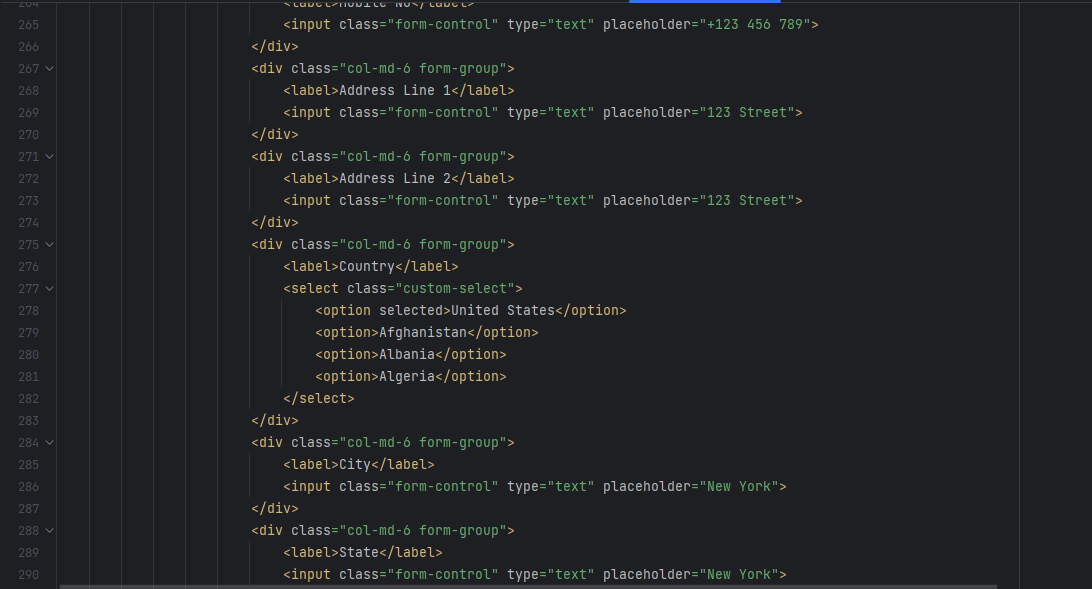 264 <label>Mobile No</label>
265 <input class="form-control" type="text" placeholder="+123 456 789">
266 </div>
267 <div class="col-md-6 form-group">
268 <label>Address Line 1</label>
269 <input class="form-control" type="text" placeholder="123 Street">
270 </div>
271 <div class="col-md-6 form-group">
272 <label>Address Line 2</label>
273 <input class="form-control" type="text" placeholder="123 Street">
274 </div>
275 <div class="col-md-6 form-group">
276 <label>Country</label>
277 <select class="custom-select">
278 <option selected>United States</option>
279 <option>Afghanistan</option>
280 <option>Albania</option>
281 <option>Algeria</option>
282 </select>
283 </div>
284 <div class="col-md-6 form-group">
285 <label>City</label>
286 <input class="form-control" type="text" placeholder="New York">
287 </div>
288 <div class="col-md-6 form-group">
289 <label>State</label>
290 <input class="form-control" type="text" placeholder="New York">